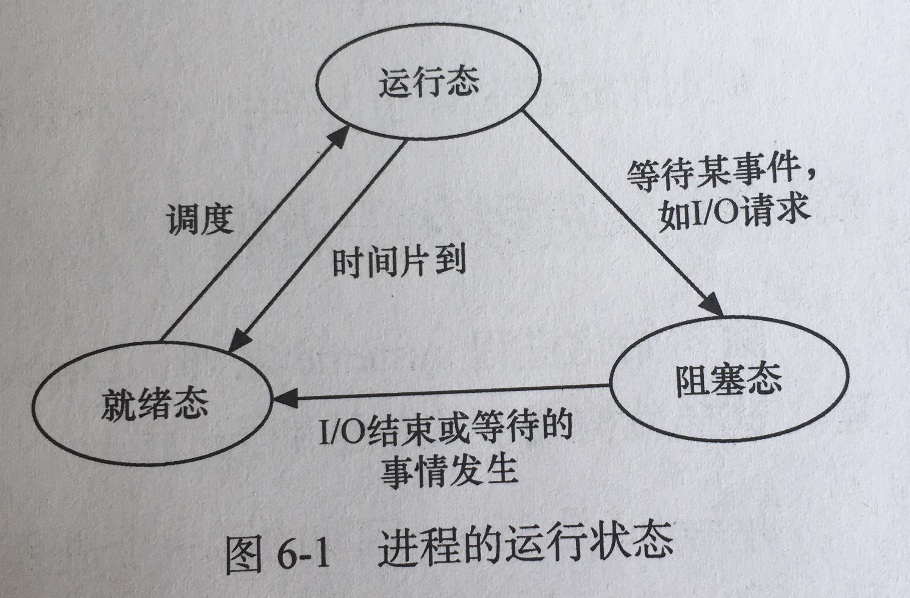 运行态
等待某事件，
如I/O请求
调度
时间片到
就绪态
阻塞态
I/O结束或等待的
事情发生
图 6-1 进程的运行状态